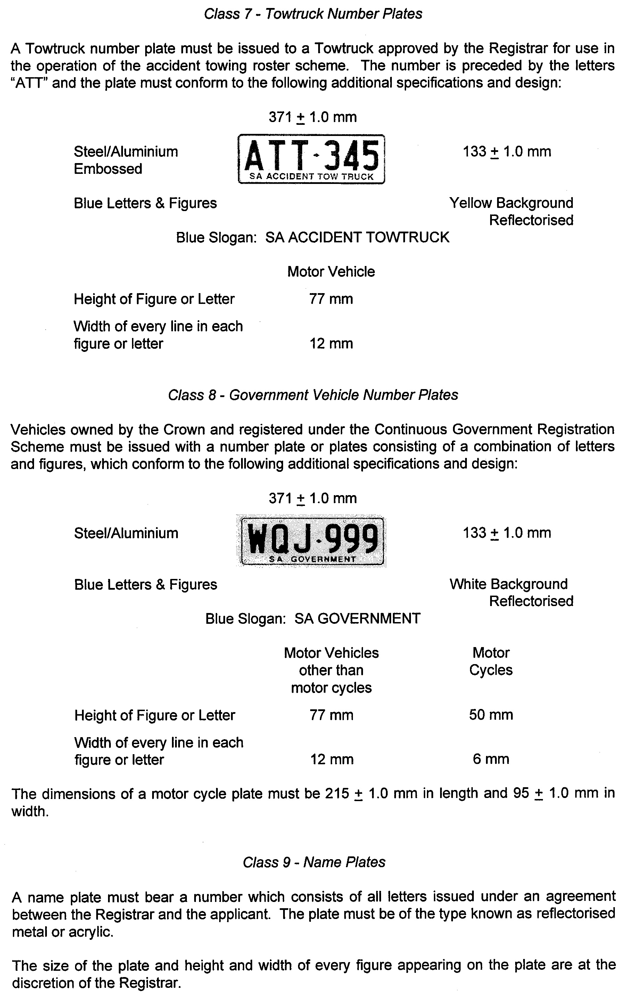 Class 7 - Towtruck Number Plates
A Towtruck number plate must be issued to a Towtruck approved by the Registrar for use in
the operation of the accident towing roster scheme. The number is preceded by the letters
“ATT” and the plate must conform to the following additional specifications and design:
371 ± 1.0 mm
Steel/Aluminium
Embossed
ATT·345
SA ACCIDENT TOW TRUCK
133 ± 1.0 mm
Blue Letters & Figures
Yellow Background
Reflectorised
Blue Slogan: SA ACCIDENT TOWTRUCK
Motor Vehicle
Height of Figure or Letter 77 mm
Width of every line in each
figure or letter 12 mm
Class 8 - Government Vehicle Number Plates
Vehicles owned by the Crown and registered under the Continuous Government Registration
Scheme must be issued with a number plate or plates consisting of a combination of letters
and figures, which conform to the following additional specifications and design:
371 ± 1.0 mm
Steel/Aluminium
WQJ·999
SA GOVERNMENT
133 ± 1.0 mm
Blue Letters & Figures
White Background
Reflectorised
Blue Slogan: SA GOVERNMENT
Motor Vehicles
other than
motor cycles
Motor
Cycles
Height of Figure or Letter 77 mm 50 mm
Width of every line in each
figure or letter 12 mm 6 mm
The dimensions of a motor cycle plate must be 215 ± 1.0 mm in length and 95 ± 1.0 mm in
width.
Class 9 - Name Plates
A name plate must bear a number which consists of all letters issued under an agreement
between the Registrar and the applicant. The plate must be of the type known as reflectorised
metal or acrylic.
The size of the plate and height and width of every figure appearing on the plate are at the
discretion of the Registrar.